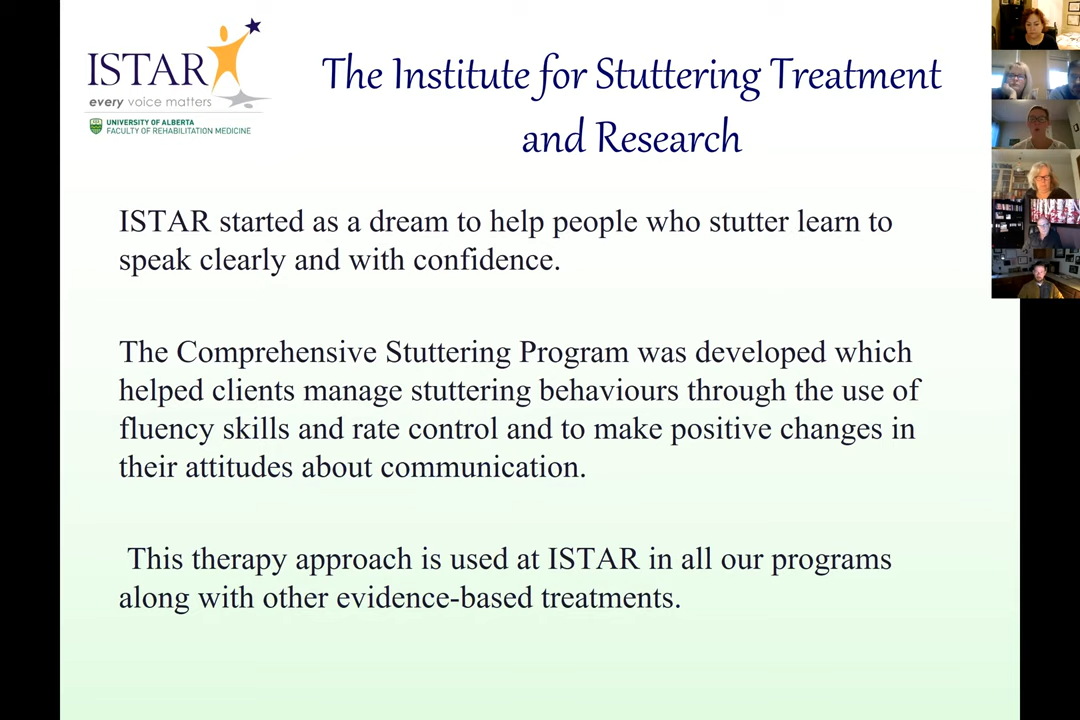 ISTAR
every voice matters
UNIVERSITY OF ALBERTA
FACULTY OF REHABILITATION MEDICINE
The Institute for Stuttering Treatment
and Research
ISTAR started as a dream to help people who stutter learn to
speak clearly and with confidence.
The Comprehensive Stuttering Program was developed which
helped clients manage stuttering behaviours through the use of
fluency skills and rate control and to make positive changes in
their attitudes about communication.
This therapy approach is used at ISTAR in all our programs
along with other evidence-based treatments.